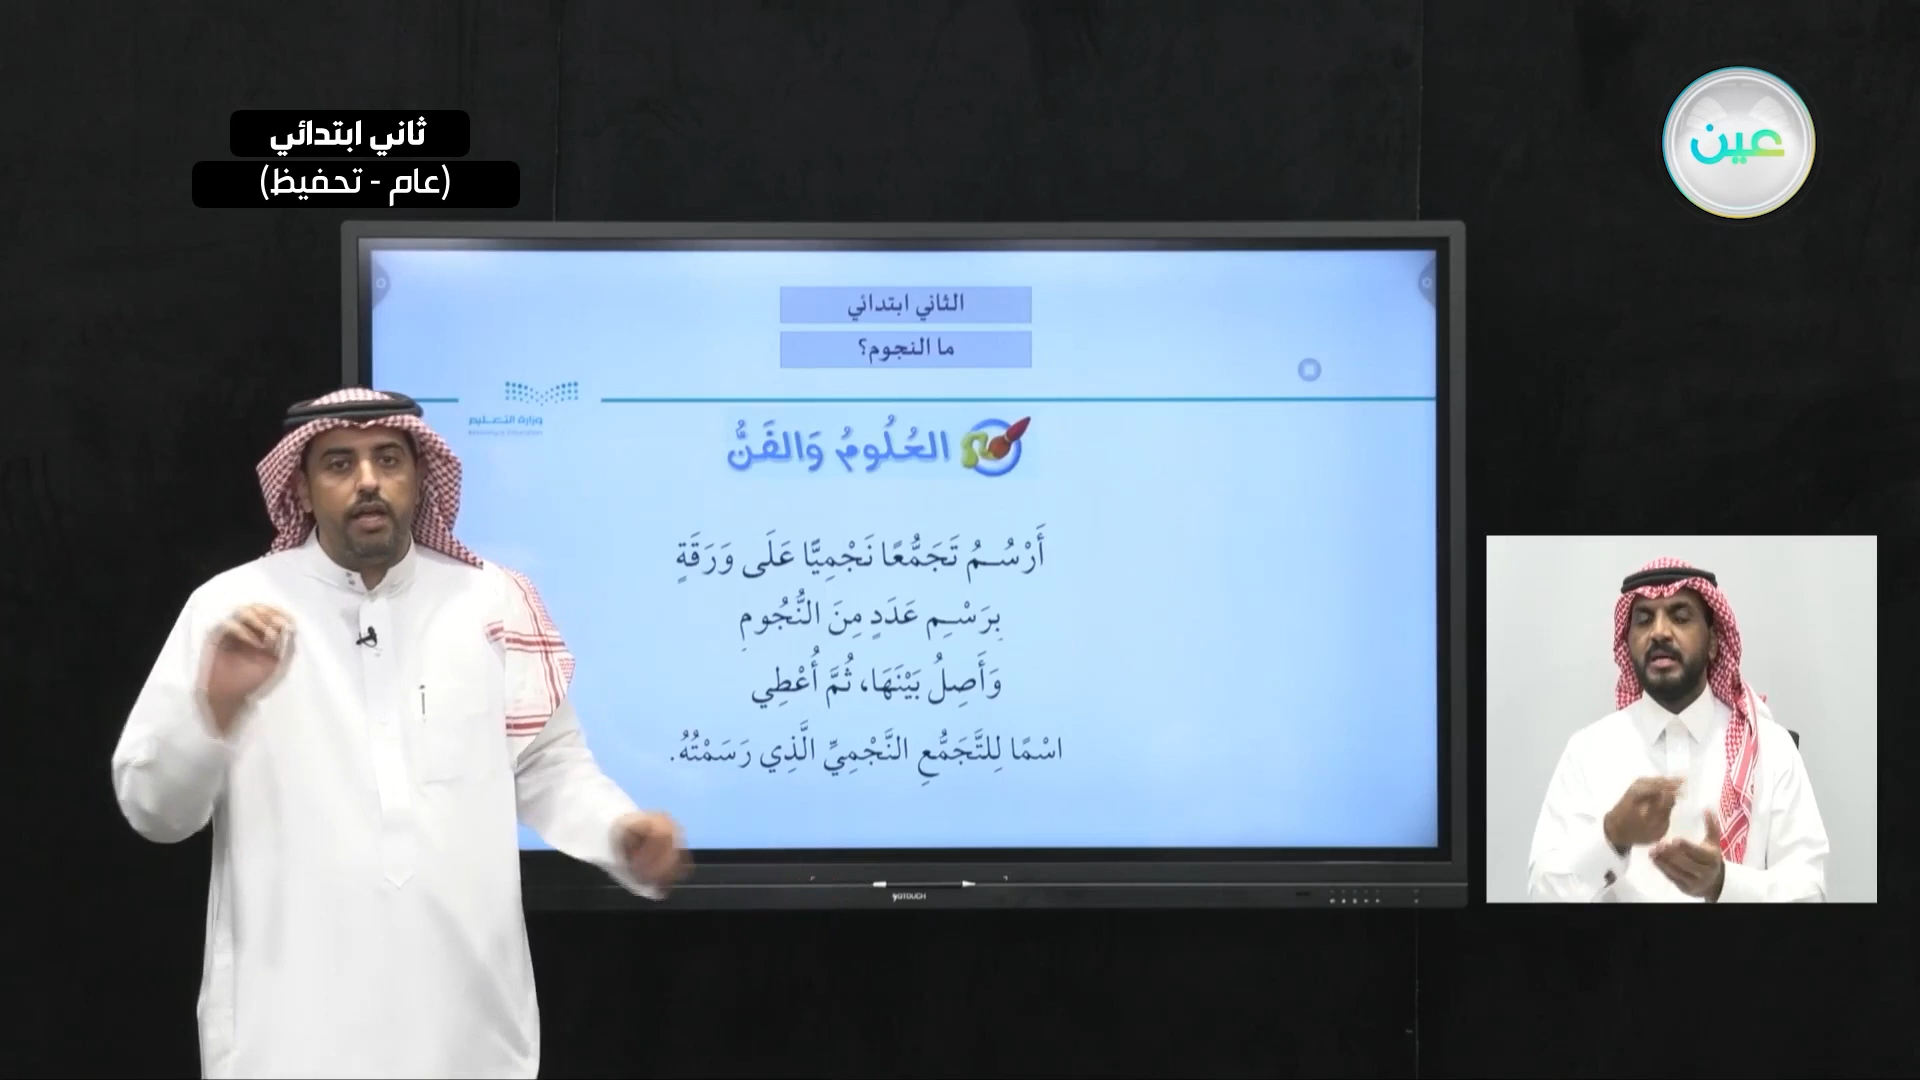 ثاني ابتدائي
(عام - تحفيظ)
عين
الثاني ابتدائي
ما النجوم؟
وزارة التعليم
العُلُومُ وَالفَنُّ
أَرْسُمُ تَجَمُّعًا نَجْمِيًّا عَلَى وَرَقَةٍ
بِرَسْمِ عَدَدٍ مِنَ النُّجُومِ
وَأَصِلُ بَيْنَهَا، ثُمَّ أُعْطِي
اسْمًا لِلتَّجَمُّعِ النَّجْمِيِّ الَّذِي رَسَمْتُهُ.